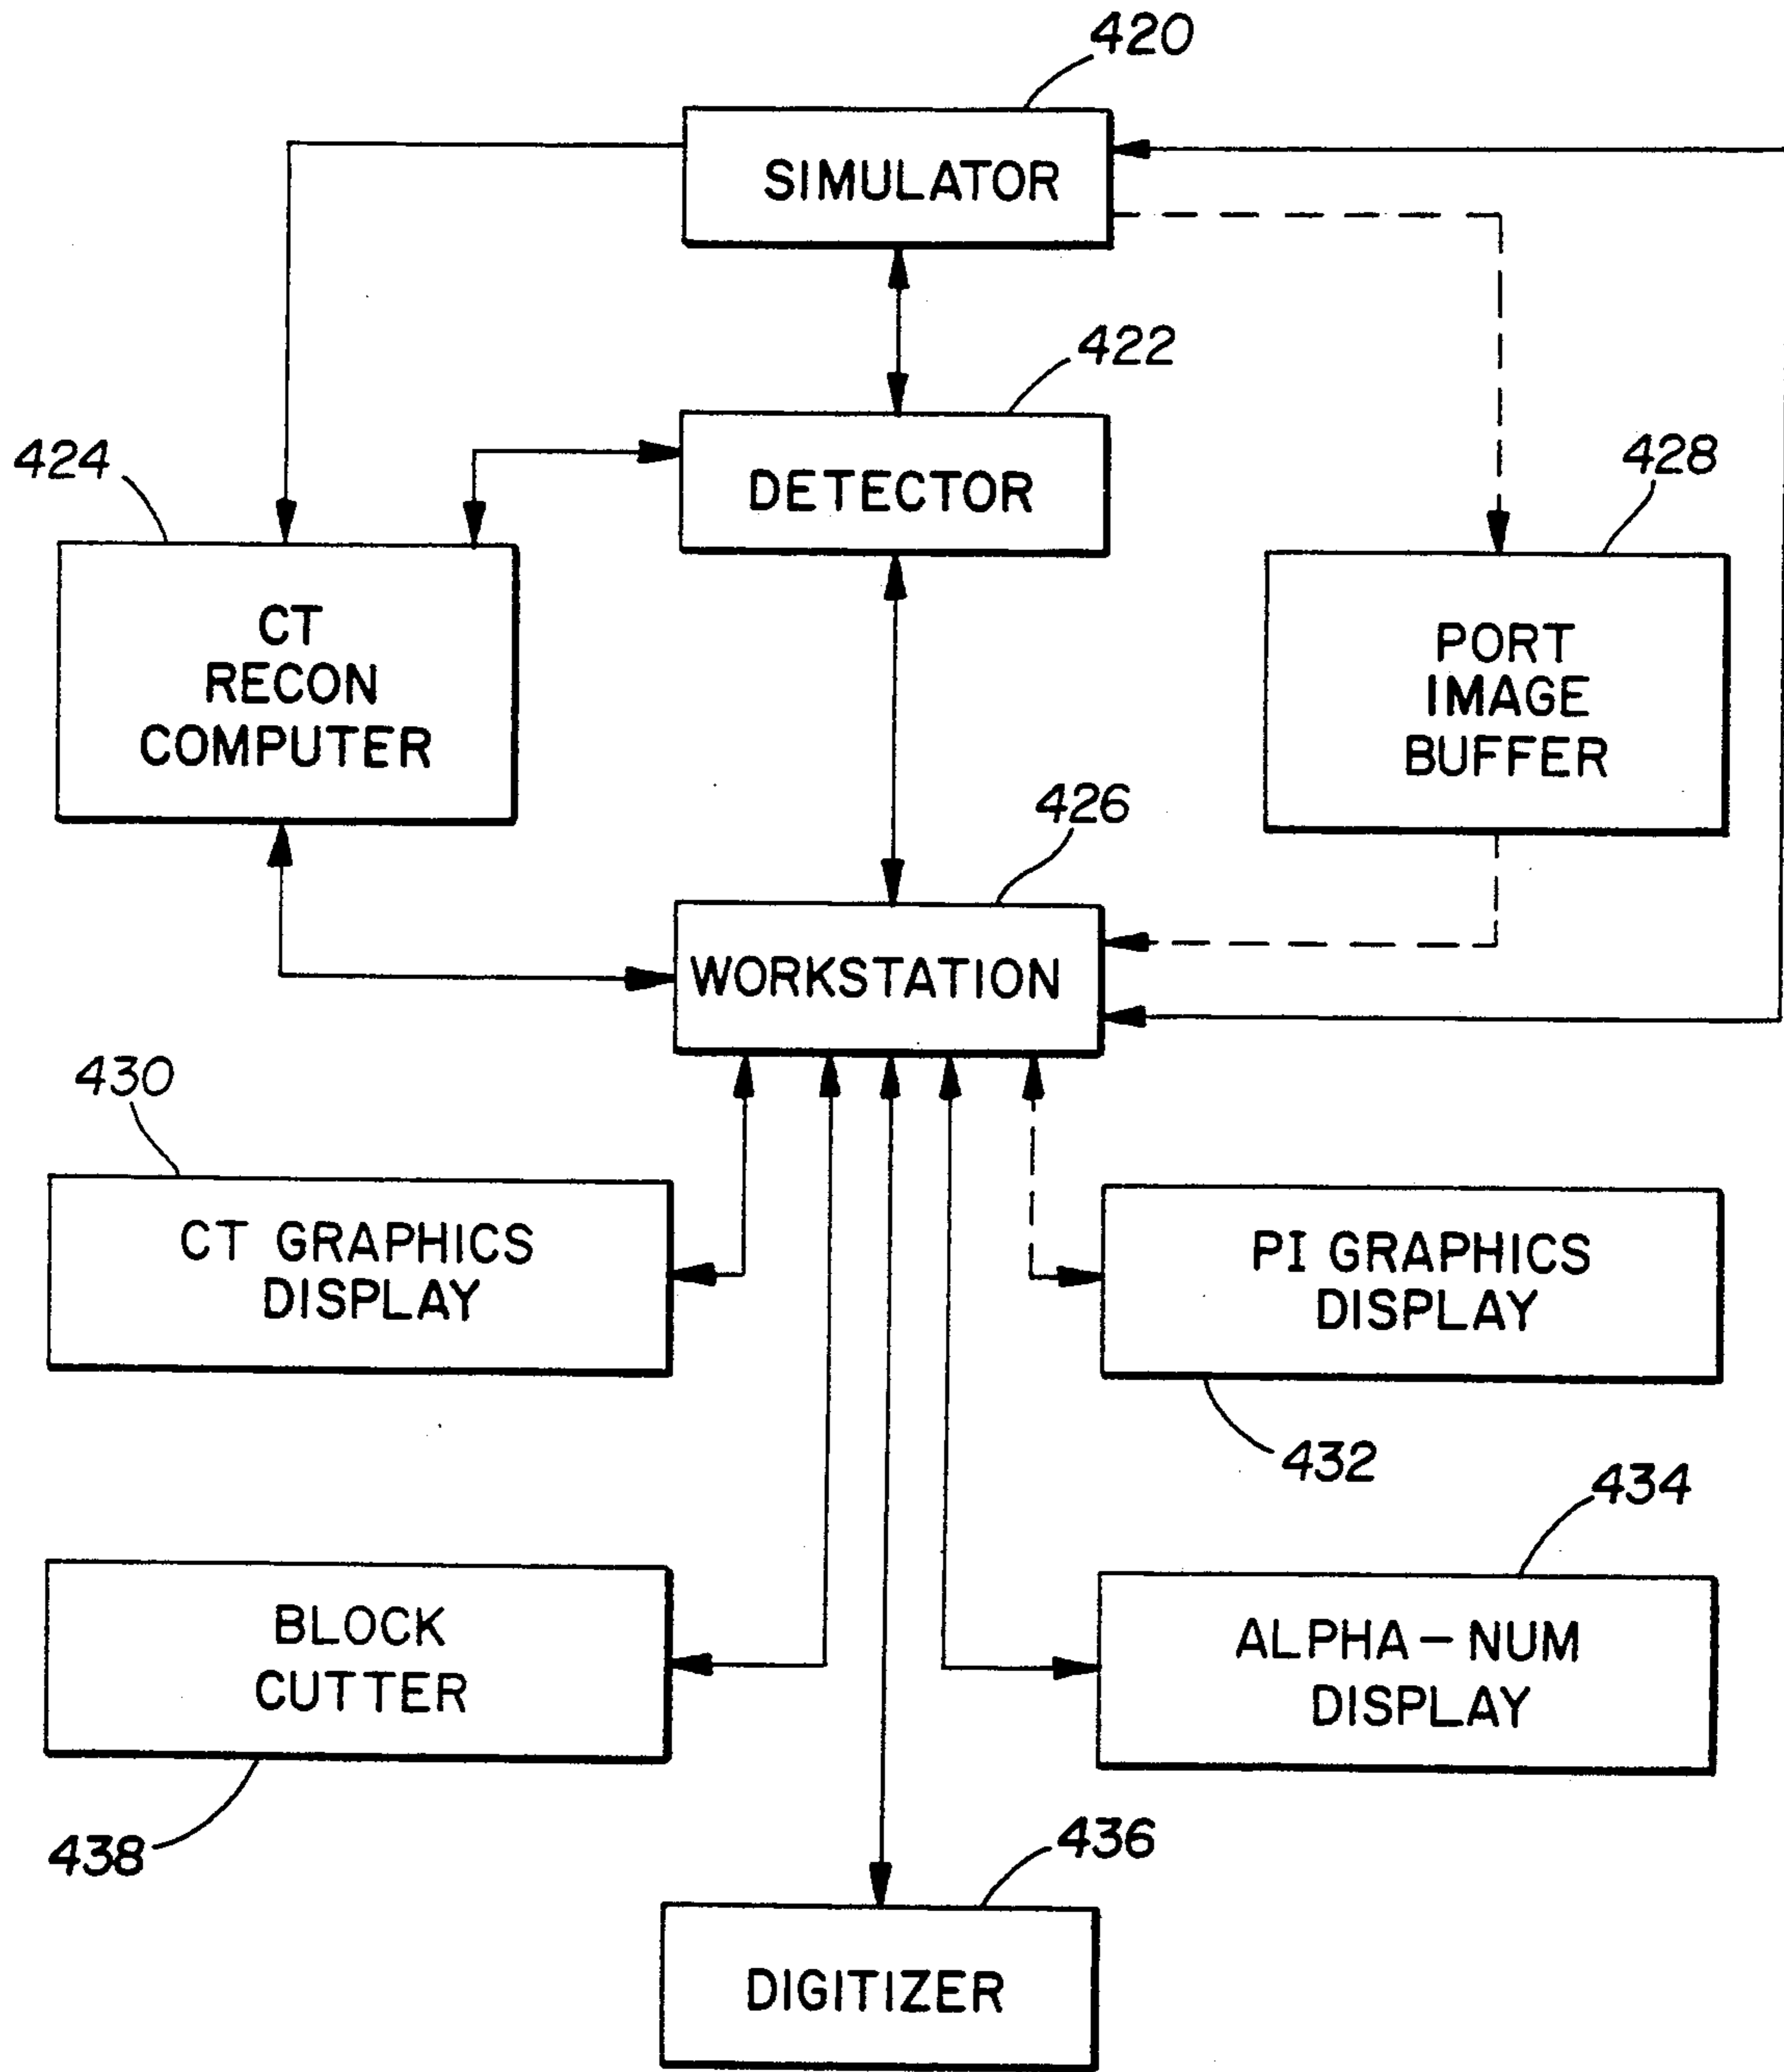 420
SIMULATOR
422
DETECTOR
424
CT
RECON
COMPUTER
428
PORT
IMAGE
BUFFER
426
WORKSTATION
430
CT GRAPHICS
DISPLAY
PI GRAPHICS
DISPLAY
432
434
BLOCK
CUTTER
438
ALPHA-NUM
DISPLAY
436
DIGITIZER